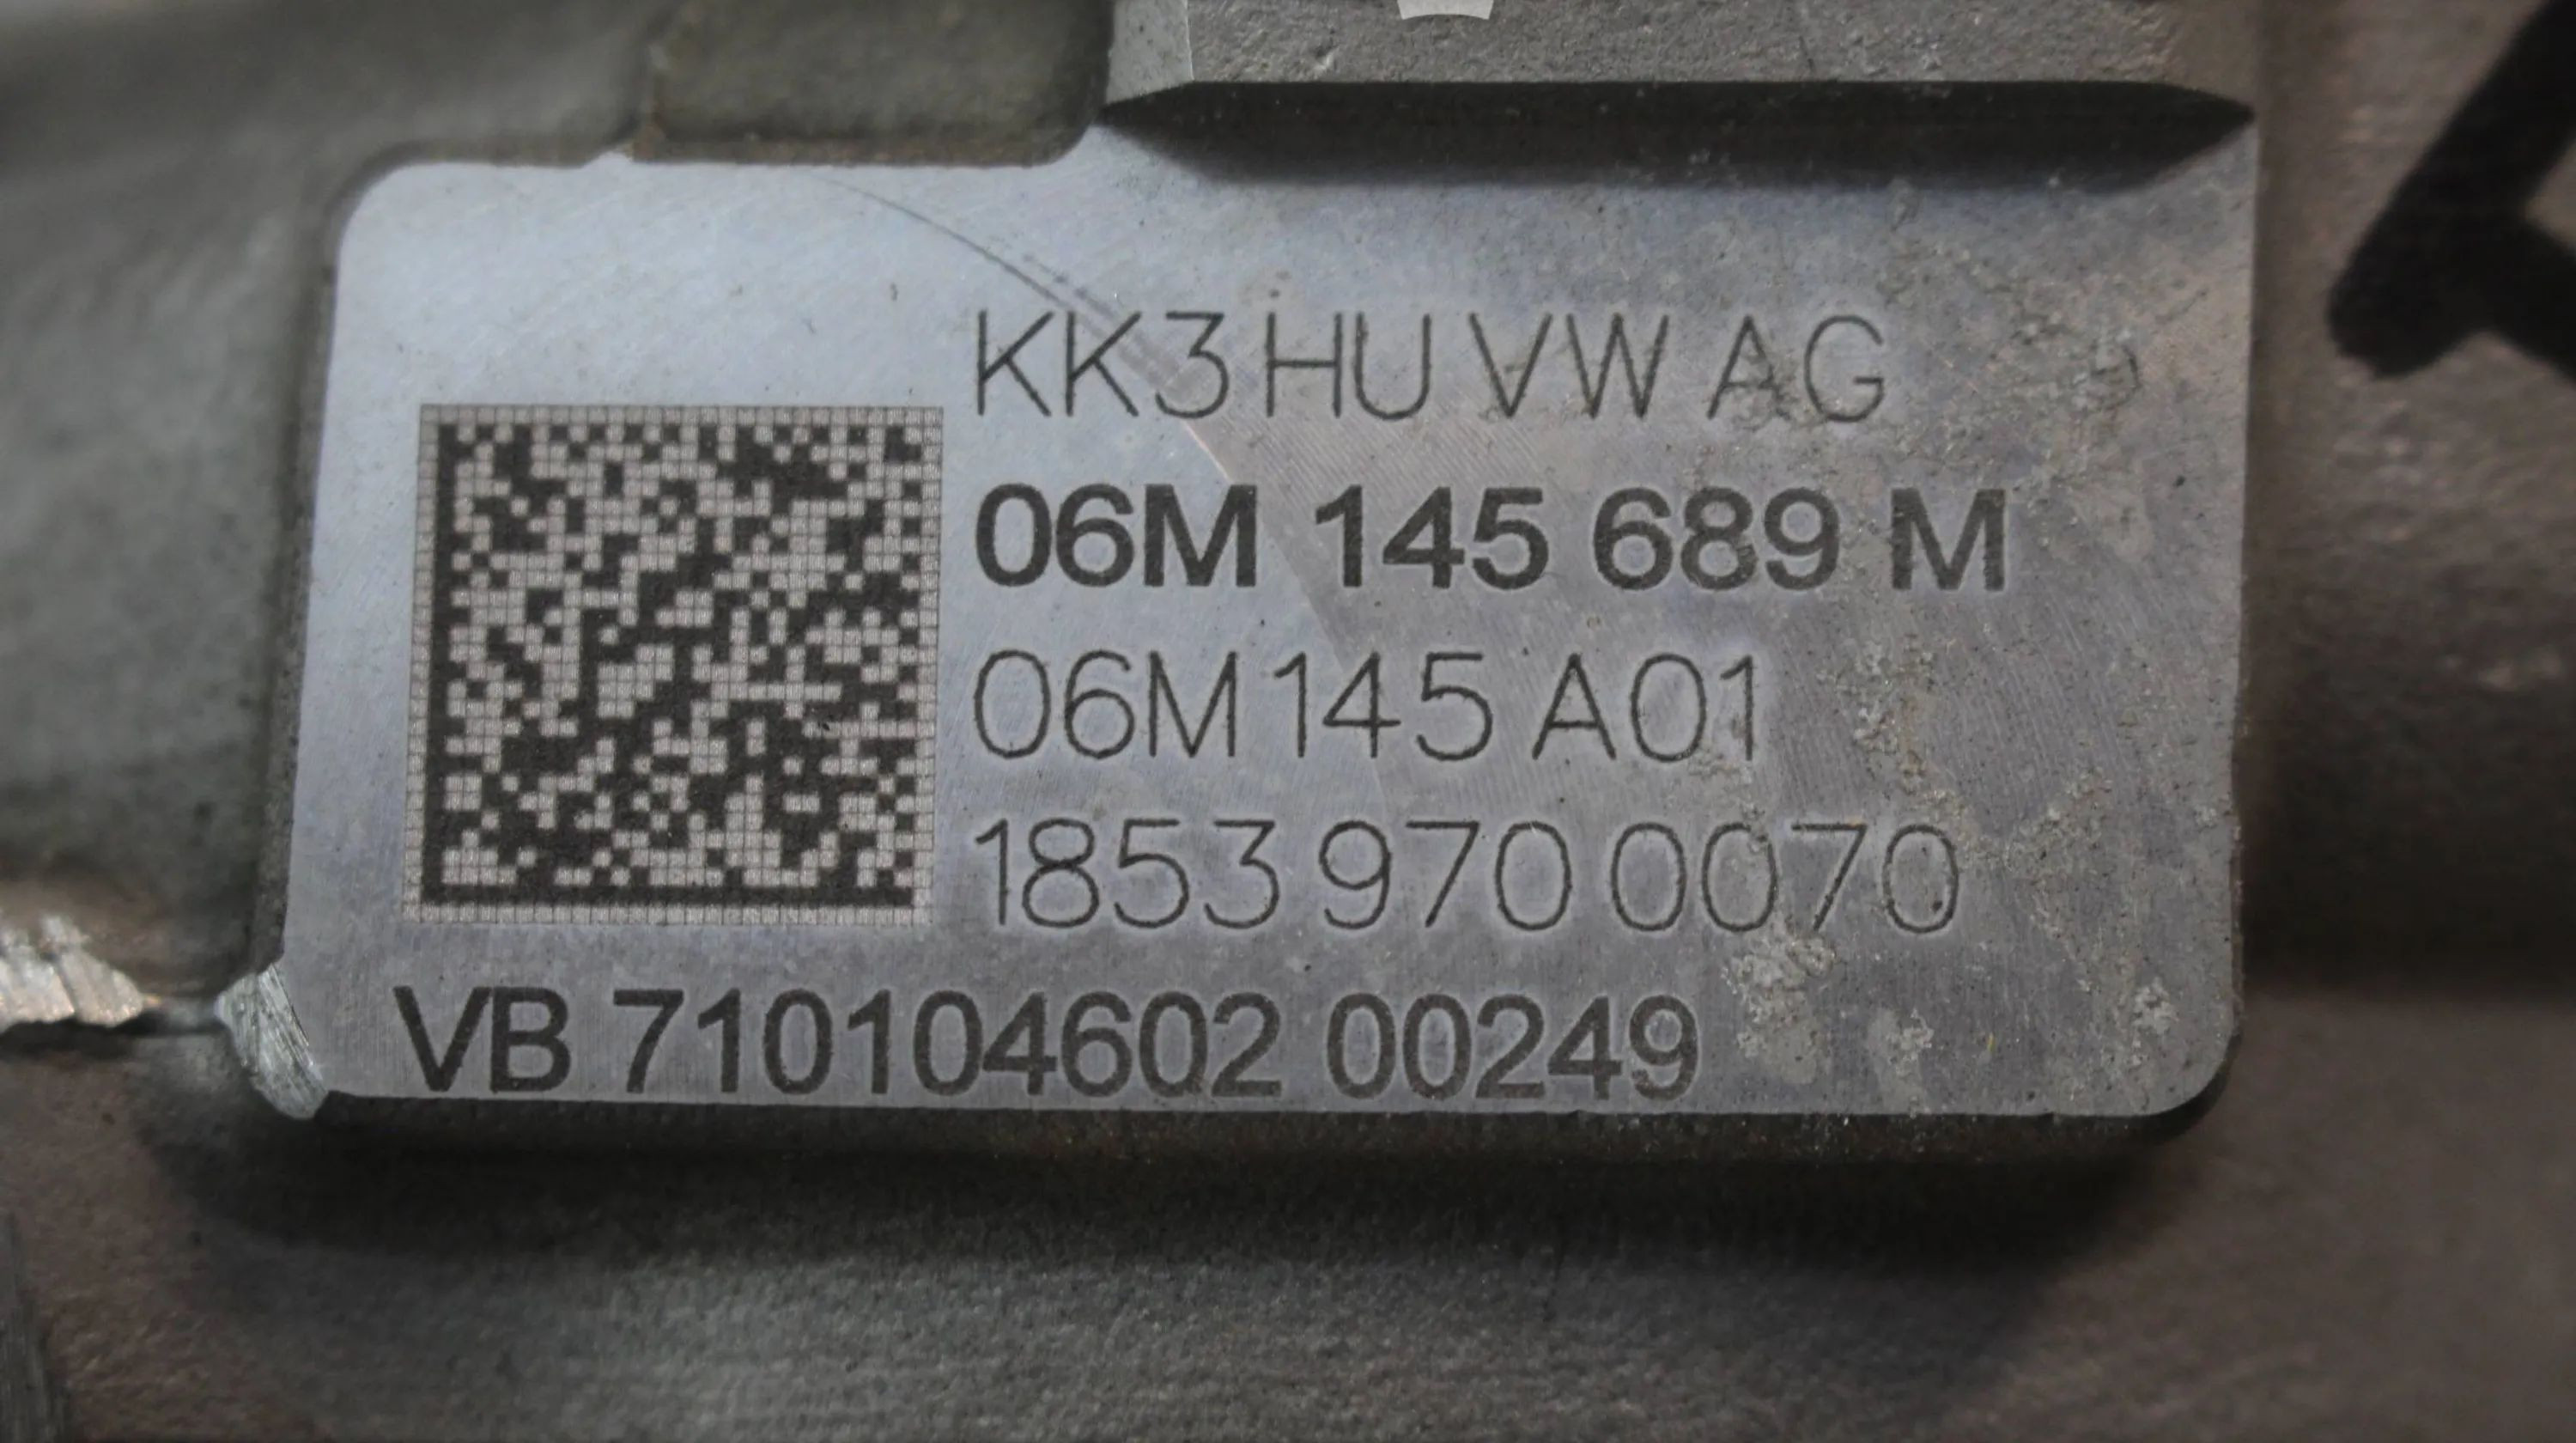 KK3 HU VW AG
06M 145 689 M
06M 145 A01
1853 970 0070
VB 710104602 00249